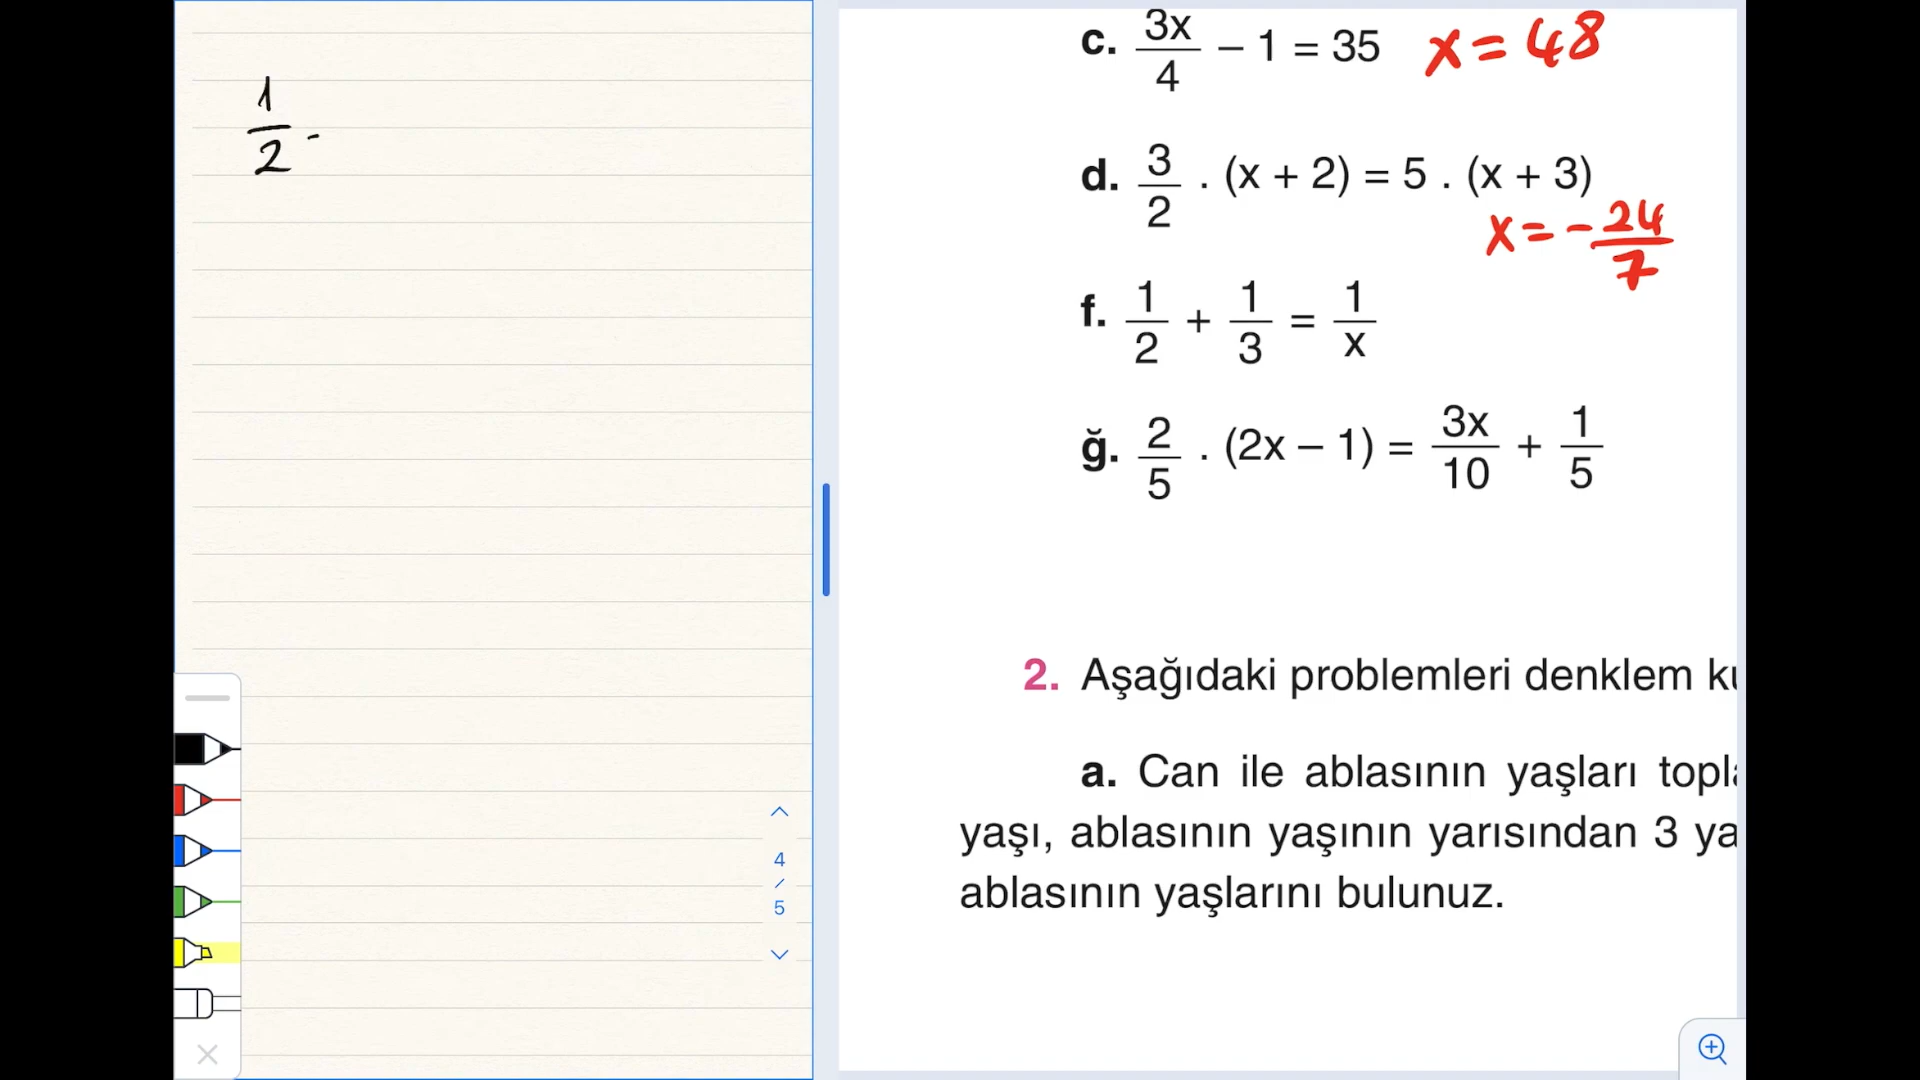 1/2 -
c. 3x/4 – 1 = 35 x = 48
d. 3/2 . (x + 2) = 5 . (x + 3)
x = - 24/7
f. 1/2 + 1/3 = 1/x
ğ. 2/5 . (2x – 1) = 3x/10 + 1/5
2. Aşağıdaki problemleri denklem ku
a. Can ile ablasının yaşları topla
yaşı, ablasının yaşının yarısından 3 ya
ablasının yaşlarını bulunuz.
4
/
5